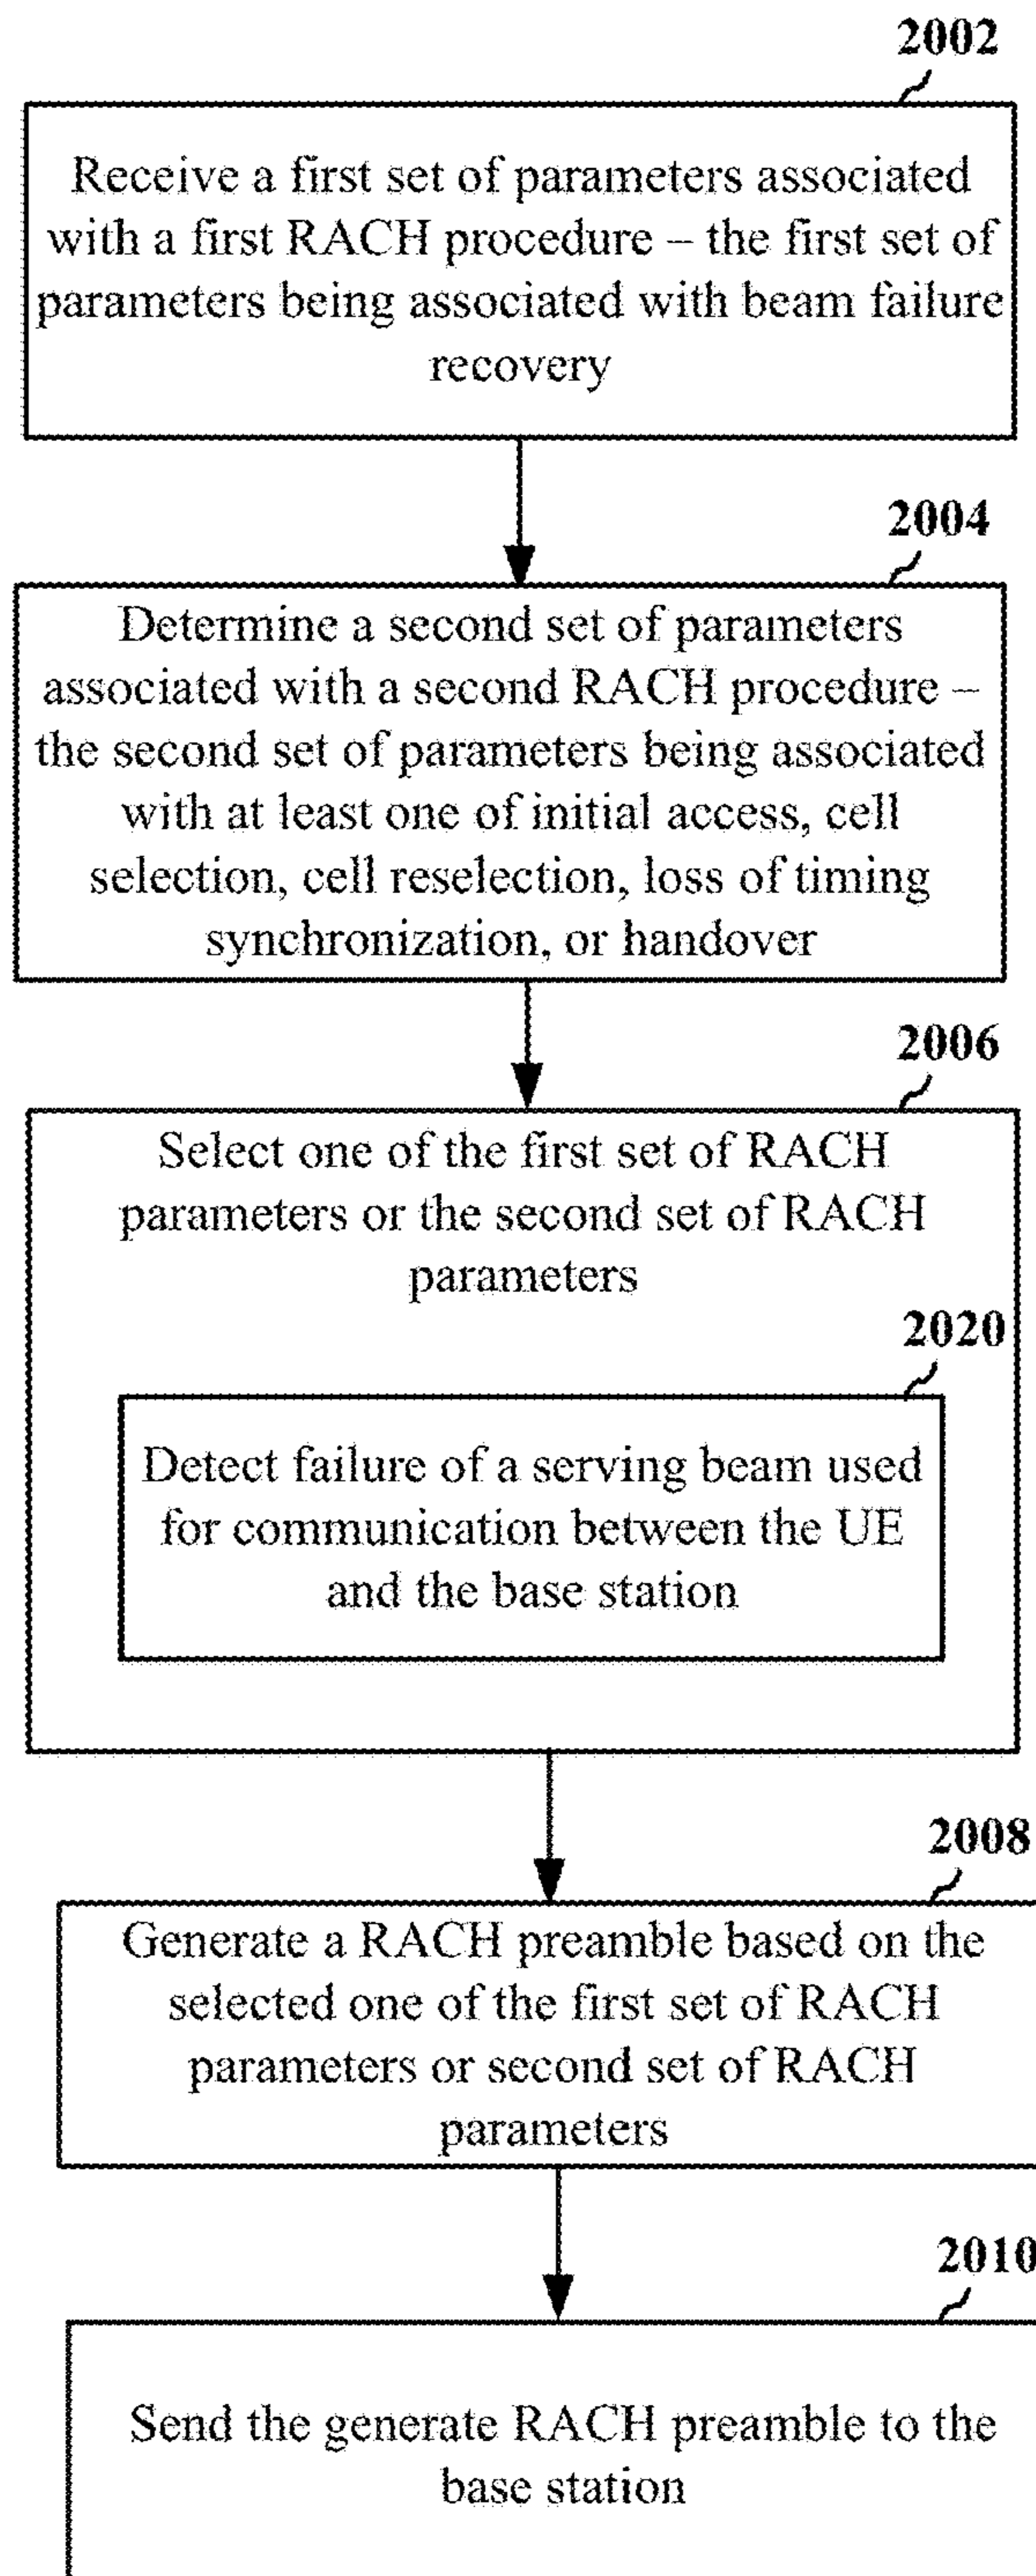 2002
Receive a first set of parameters associated
with a first RACH procedure – the first set of
parameters being associated with beam failure
recovery
2004
Determine a second set of parameters
associated with a second RACH procedure –
the second set of parameters being associated
with at least one of initial access, cell
selection, cell reselection, loss of timing
synchronization, or handover
2006
Select one of the first set of RACH
parameters or the second set of RACH
parameters
2020
Detect failure of a serving beam used
for communication between the UE
and the base station
2008
Generate a RACH preamble based on the
selected one of the first set of RACH
parameters or second set of RACH
parameters
2010
Send the generate RACH preamble to the
base station